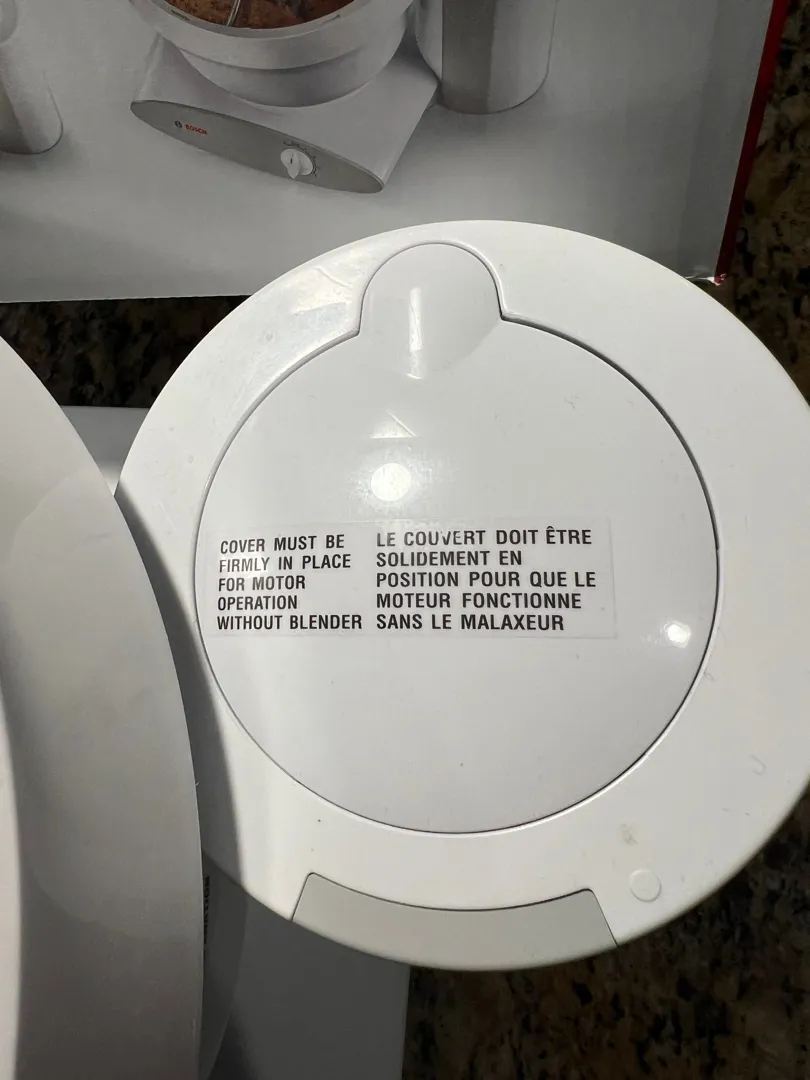 BOSCH
COVER MUST BE
FIRMLY IN PLACE
FOR MOTOR
OPERATION
WITHOUT BLENDER
LE COUVERT DOIT ÊTRE
SOLIDEMENT EN
POSITION POUR QUE LE
MOTEUR FONCTIONNE
SANS LE MALAXEUR